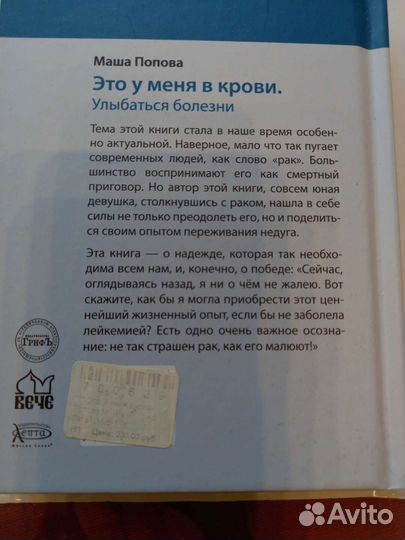 Маша Попова
Это у меня в крови.
Улыбаться болезни
Тема этой книги стала в наше время особен-
но актуальной. Наверное, мало что так пугает
современных людей, как слово «рак». Боль-
шинство воспринимают его как смертный
приговор. Но автор этой книги, совсем юная
девушка, столкнувшись с раком, нашла в себе
силы не только преодолеть его, но и поделить-
ся своим опытом переживания недуга.
Эта книга — о надежде, которая так необхо-
дима всем нам, и, конечно, о победе: «Сейчас,
оглядываясь назад, я ни о чём не жалею. Вот
скажите, как бы я могла приобрести этот цен-
нейший жизненный опыт, если бы не заболела
лейкемией? Есть одно очень важное осозна-
ние: не так страшен рак, как его малюют!»
ГРИФЪ
ВЕЧЕ
Лепта
Цена:
Avito